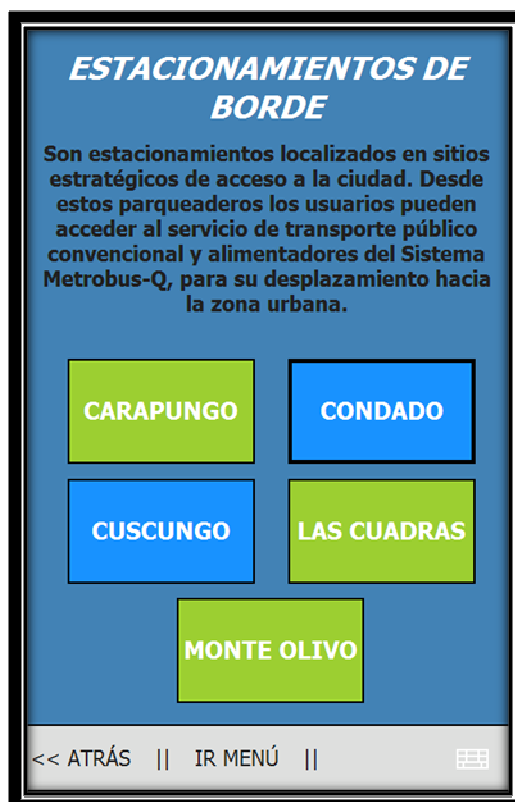 ESTACIONAMIENTOS DE
BORDE
Son estacionamientos localizados en sitios
estratégicos de acceso a la ciudad. Desde
estos parqueaderos los usuarios pueden
acceder al servicio de transporte público
convencional y alimentadores del Sistema
Metrobus-Q, para su desplazamiento hacia
la zona urbana.
CARAPUNGO
CONDADO
CUSCUNGO
LAS CUADRAS
MONTE OLIVO
<< ATRÁS || IR MENÚ ||